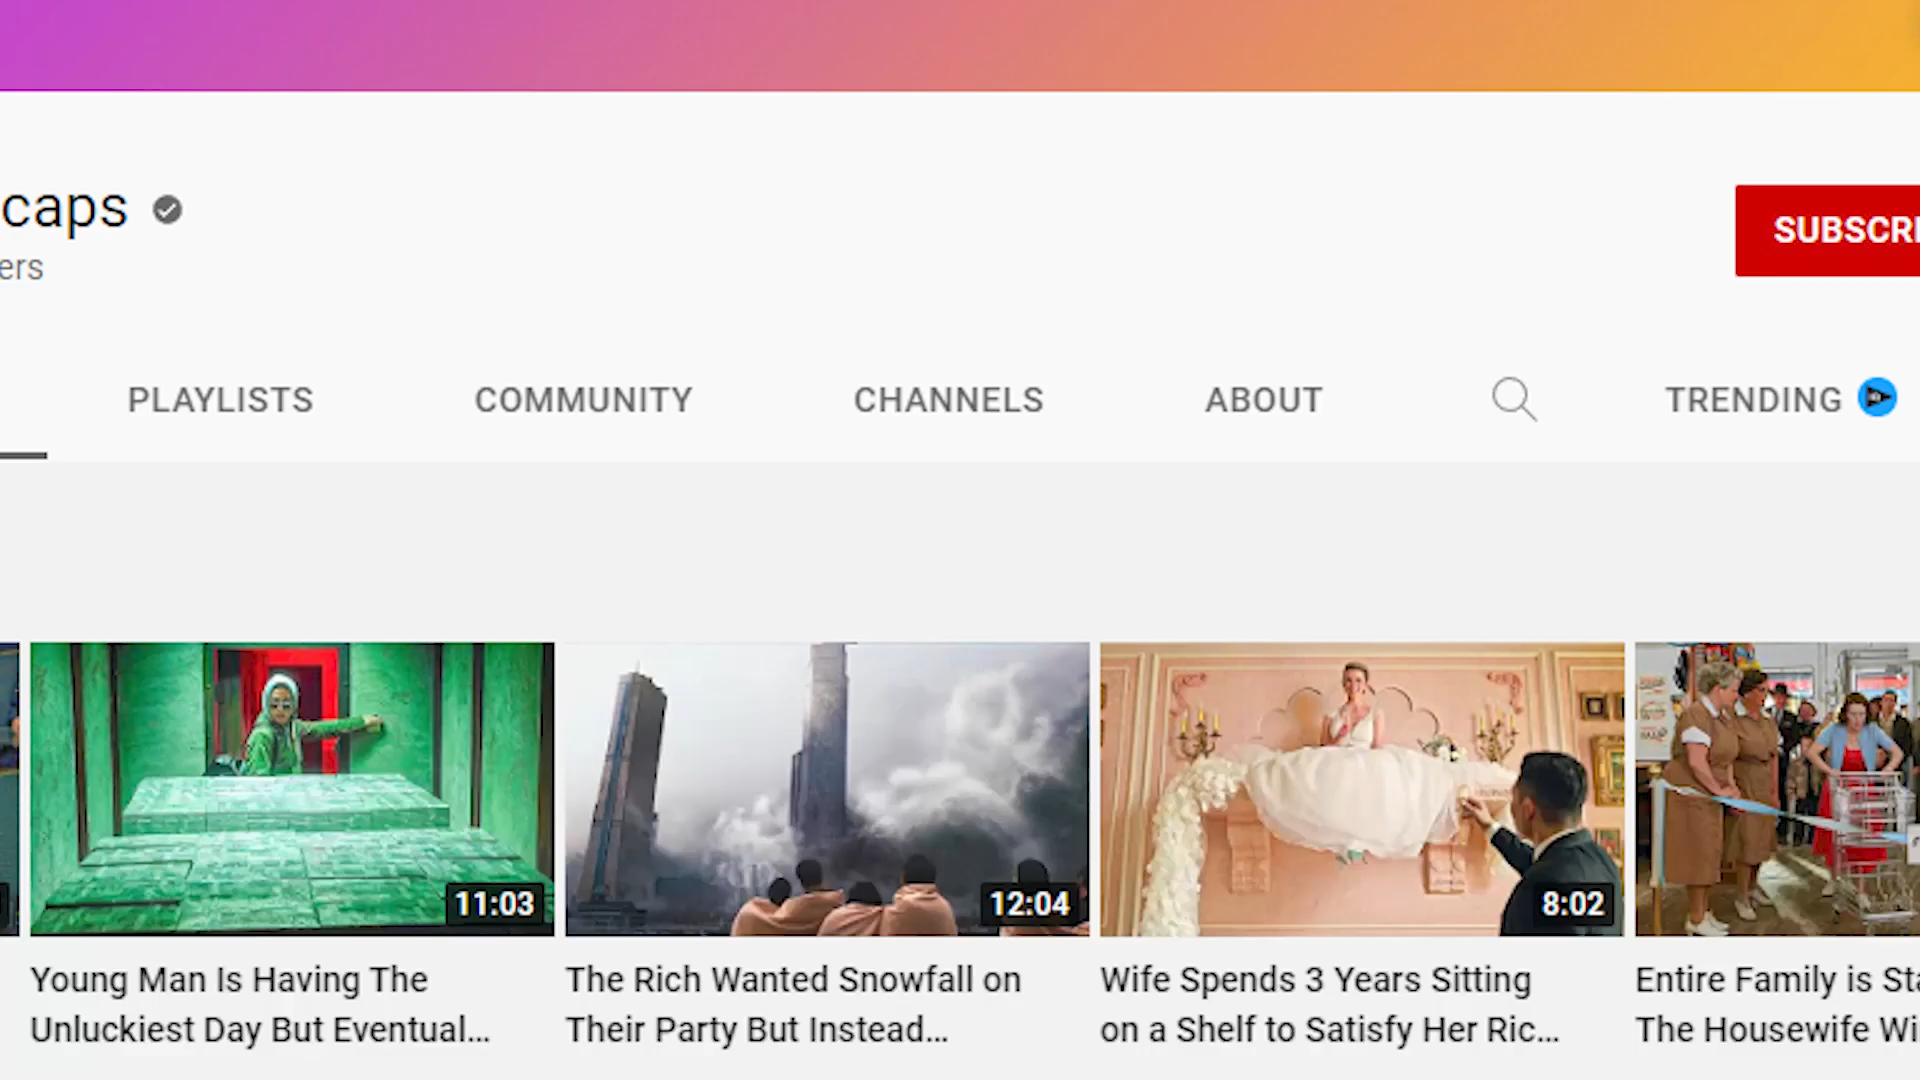 caps
ers
SUBSCRI
PLAYLISTS
COMMUNITY
CHANNELS
ABOUT
TRENDING
11:03
12:04
8:02
Young Man Is Having The
Unluckiest Day But Eventual...
The Rich Wanted Snowfall on
Their Party But Instead...
Wife Spends 3 Years Sitting
on a Shelf to Satisfy Her Ric...
Entire Family is Sta
The Housewife Wi